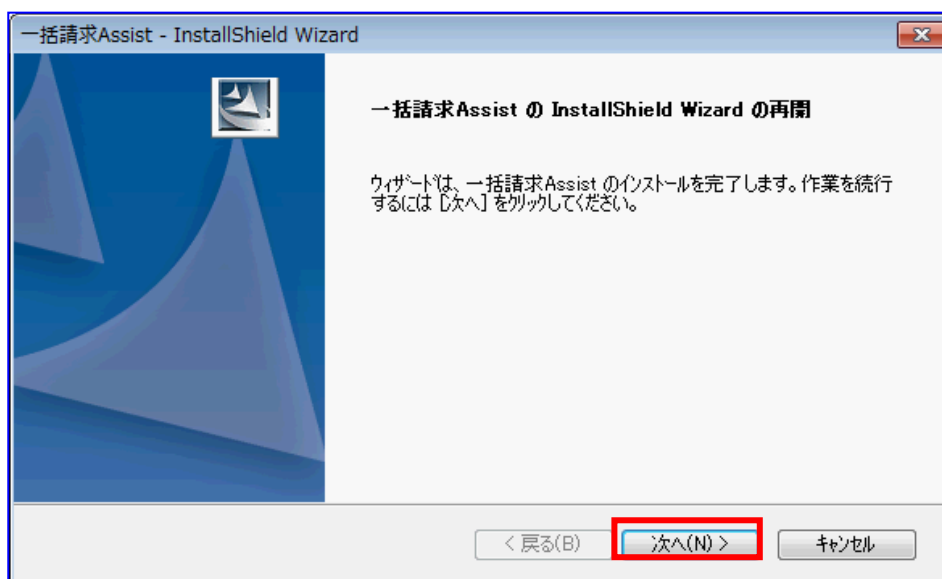 一括請求Assist - InstallShield Wizard
一括請求Assist の InstallShield Wizard の再開
ウィザードは、一括請求Assist のインストールを完了します。作業を続行
するには [次へ] をクリックしてください。
< 戻る(B)
次へ(N) >
キャンセル